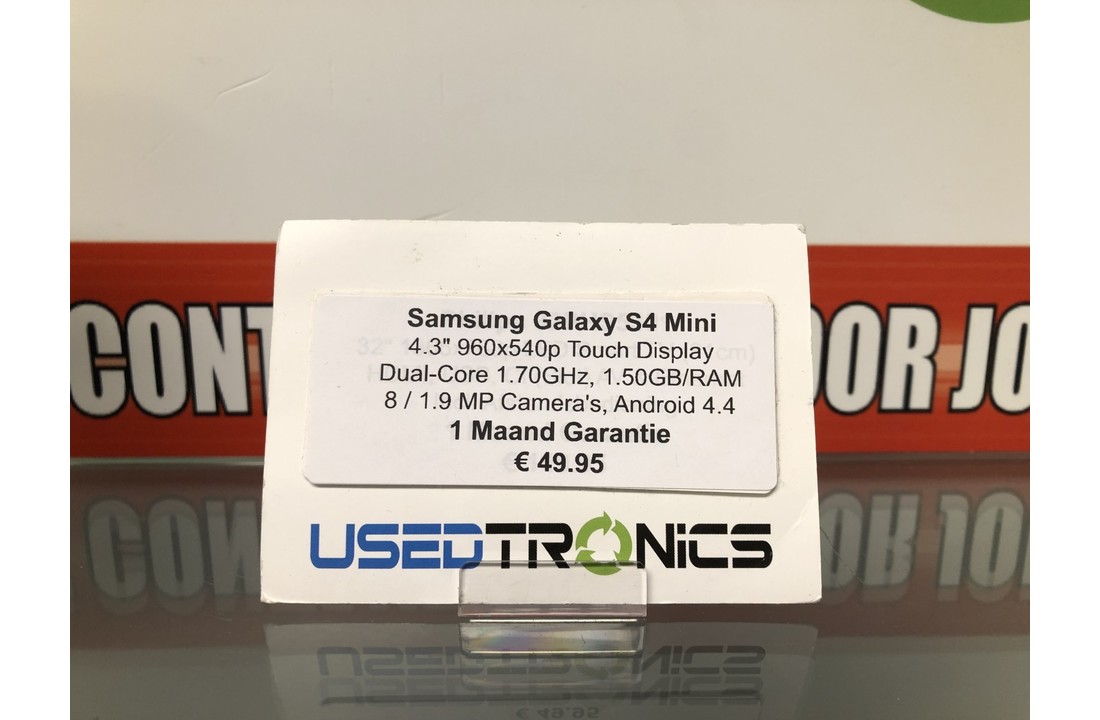 Samsung Galaxy S4 Mini
4.3" 960x540p Touch Display
Dual-Core 1.70GHz, 1.50GB/RAM
8 / 1.9 MP Camera's, Android 4.4
1 Maand Garantie
€ 49.95
USEDTRONiCS
CONT
OOR JO